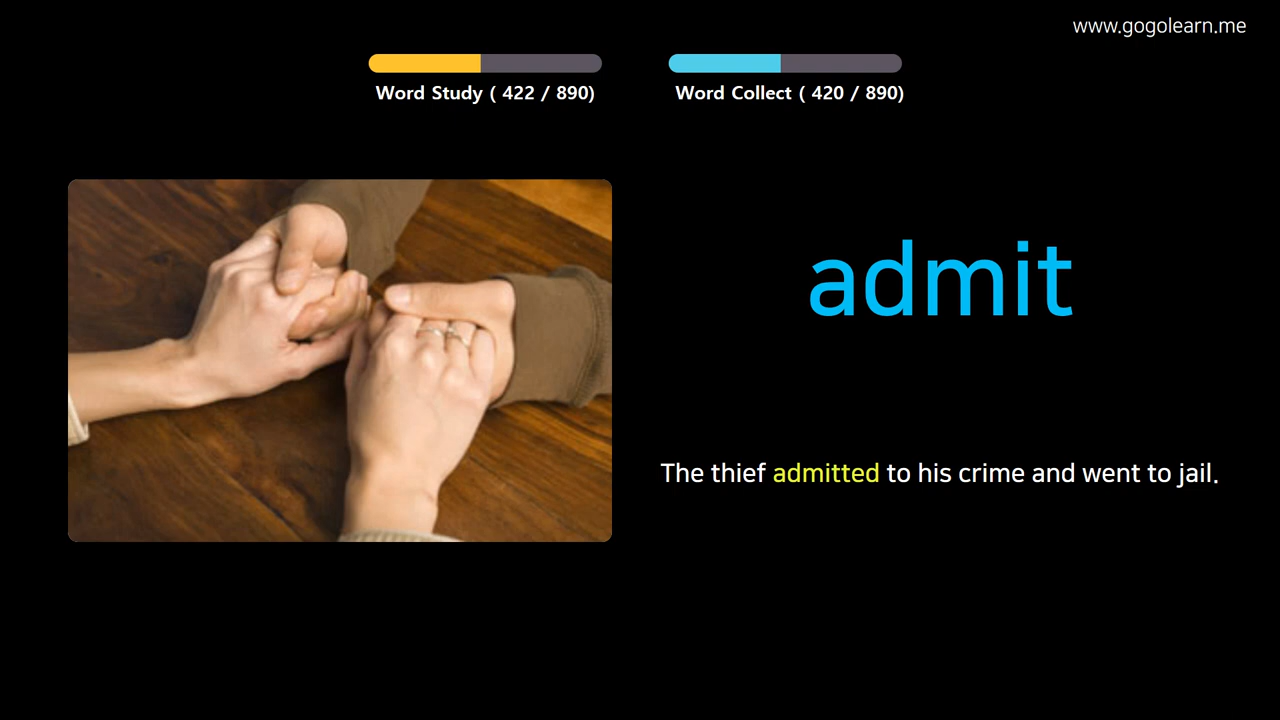 www.gogolearn.me
Word Study ( 422 / 890)
Word Collect ( 420 / 890)
admit
The thief admitted to his crime and went to jail.